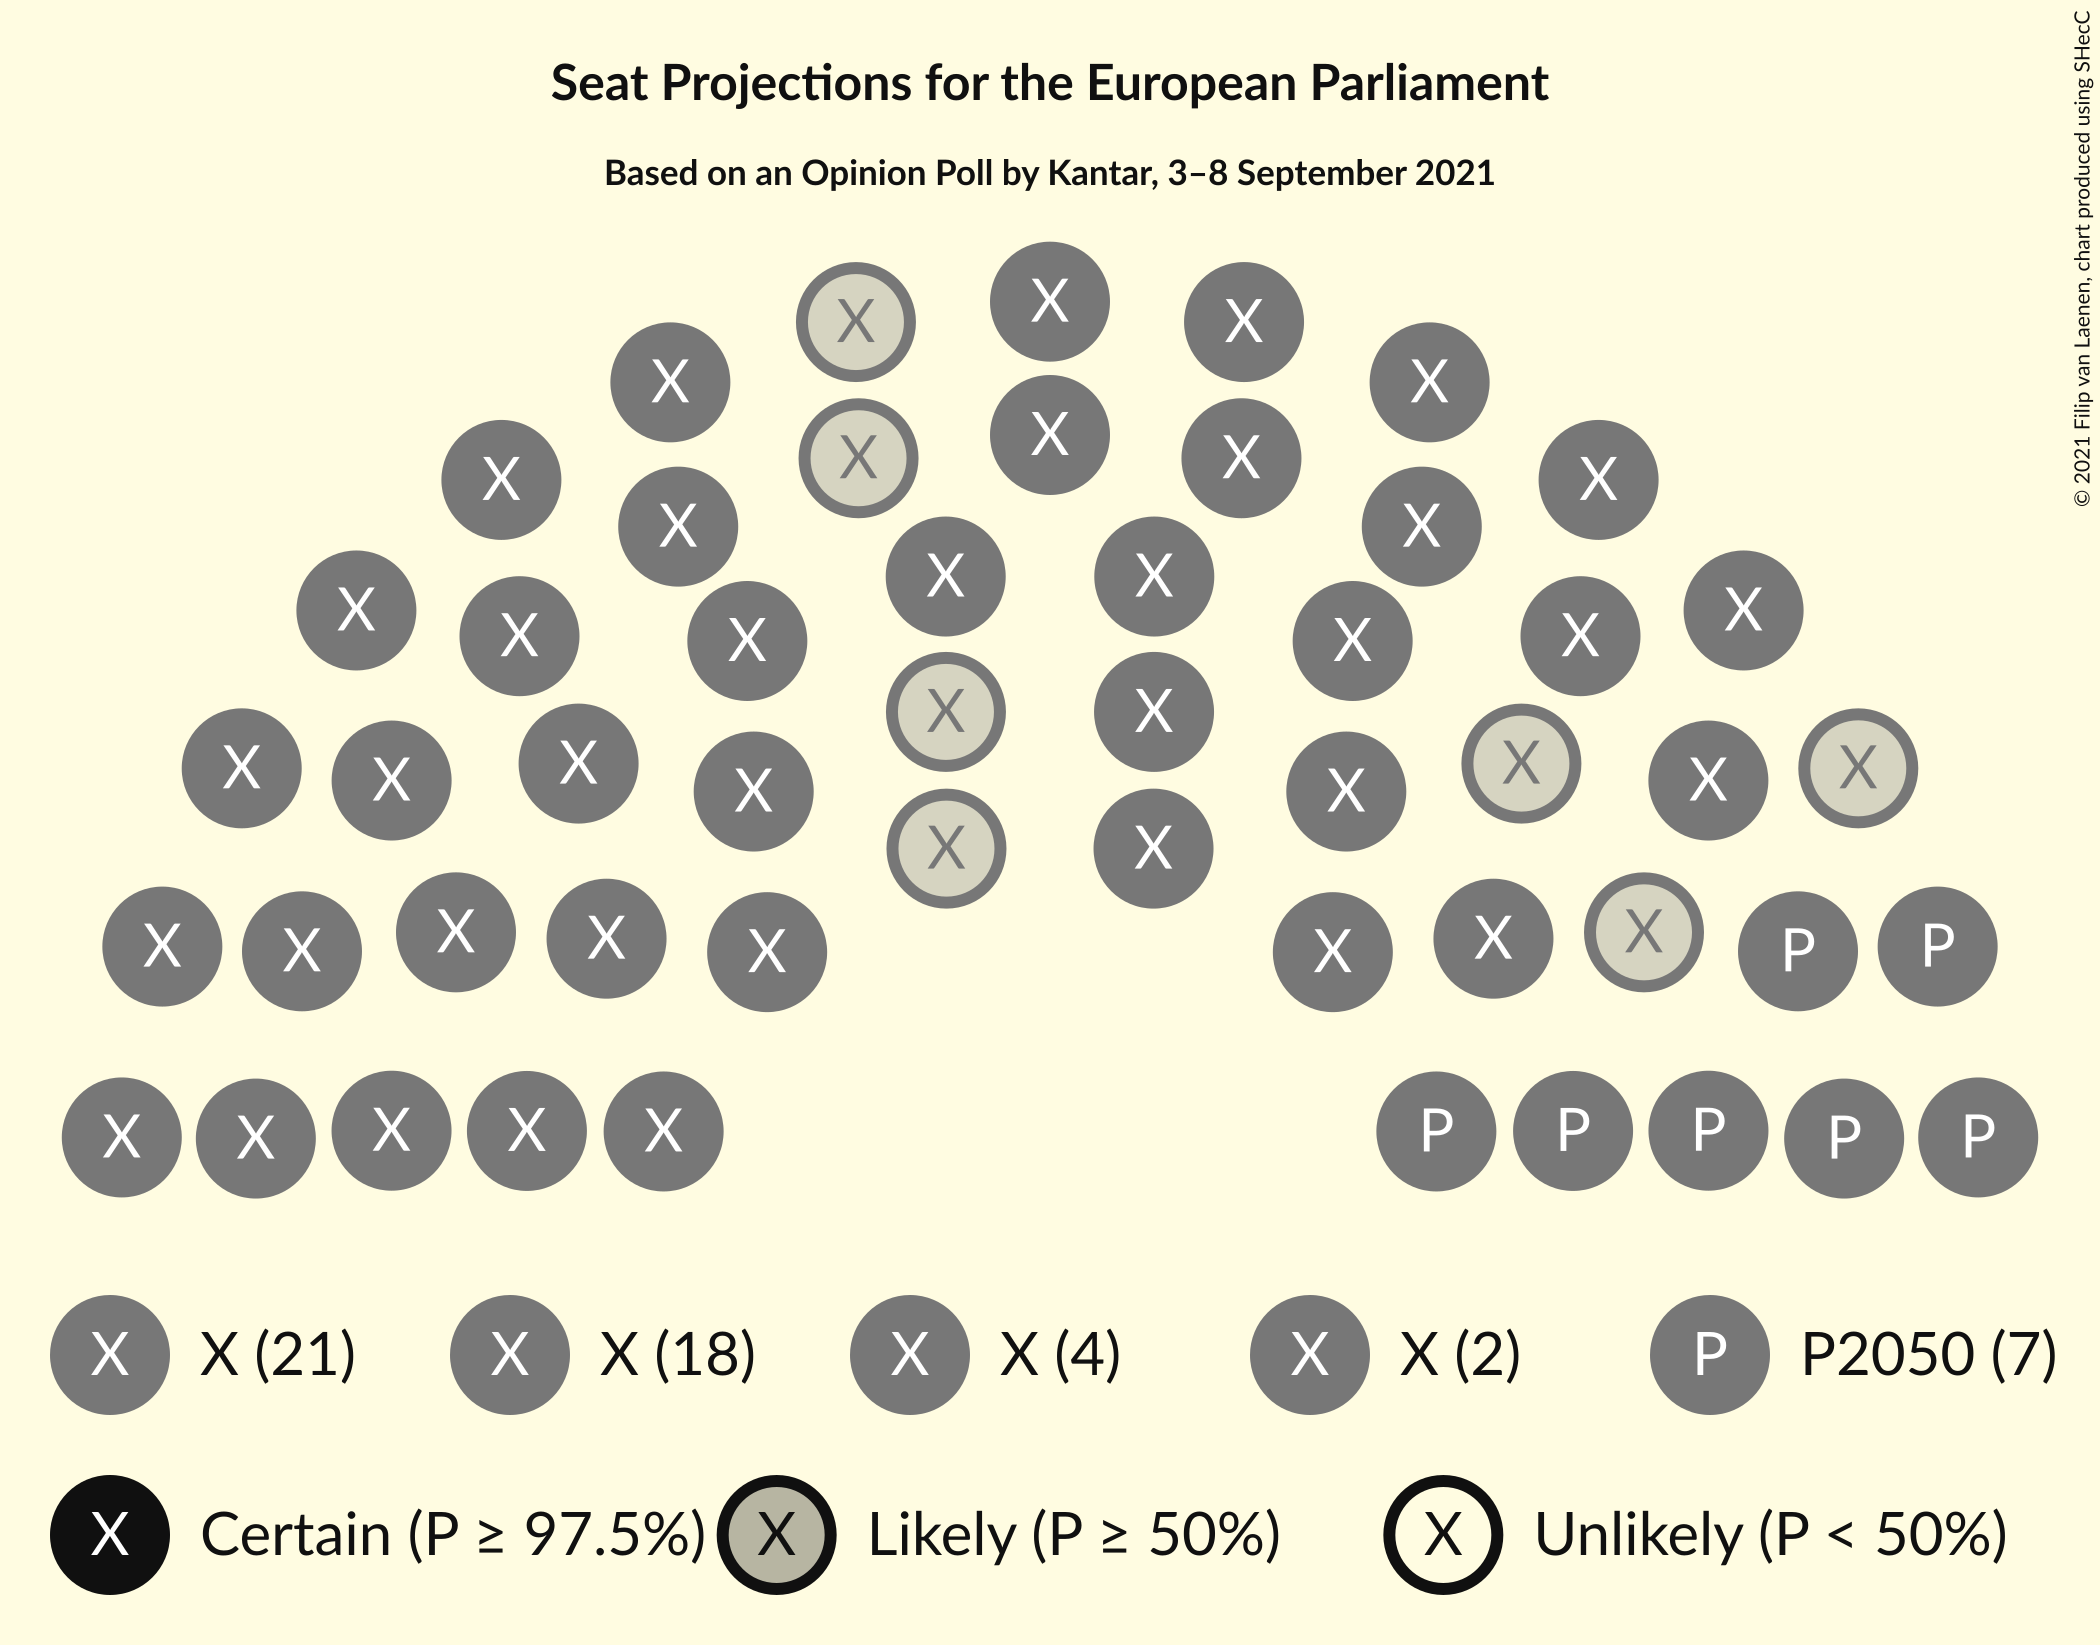 Seat Projections for the European Parliament
Based on an Opinion Poll by Kantar, 3–8 September 2021
© 2021 Filip van Laenen, chart produced using SHecC
X
X X
X X
X
X X
X X
X X
X X
X X
X X
X X
X X
X X
X X
X X
X X
X X X X
X X
X X
X X X X P P
X X X X
X X
X X X X X P P P P P
X X (21) X X (18) X X (4) X X (2) P P2050 (7)
X Certain (P ≥ 97.5%) X Likely (P ≥ 50%) X Unlikely (P < 50%)